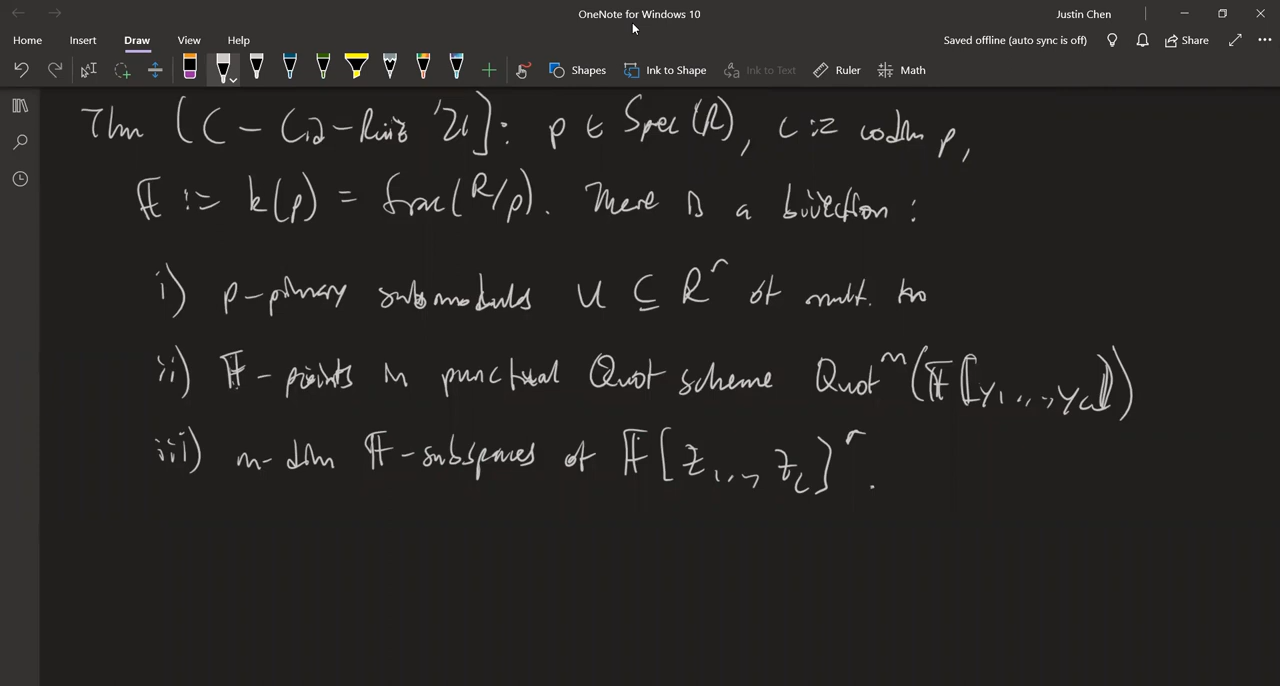 OneNote for Windows 10
Justin Chen
Home Insert Draw View Help
Saved offline (auto sync is off) Share
Shapes Ink to Shape Ink to Text Ruler Math
Thm [C - Cid-Ruiz '21]: p ∈ Spec(R), c := codim p,
𝔽 := k(p) = frac(R/p). There is a bijection:
i) p-primary submodules U ⊆ R^r of mult. m
ii) 𝔽-points in punctual Quot scheme Quot^m(𝔽[[y₁,...,y_c]])
iii) m-dim 𝔽-subspaces of 𝔽[z₁,..., z_c]^r.